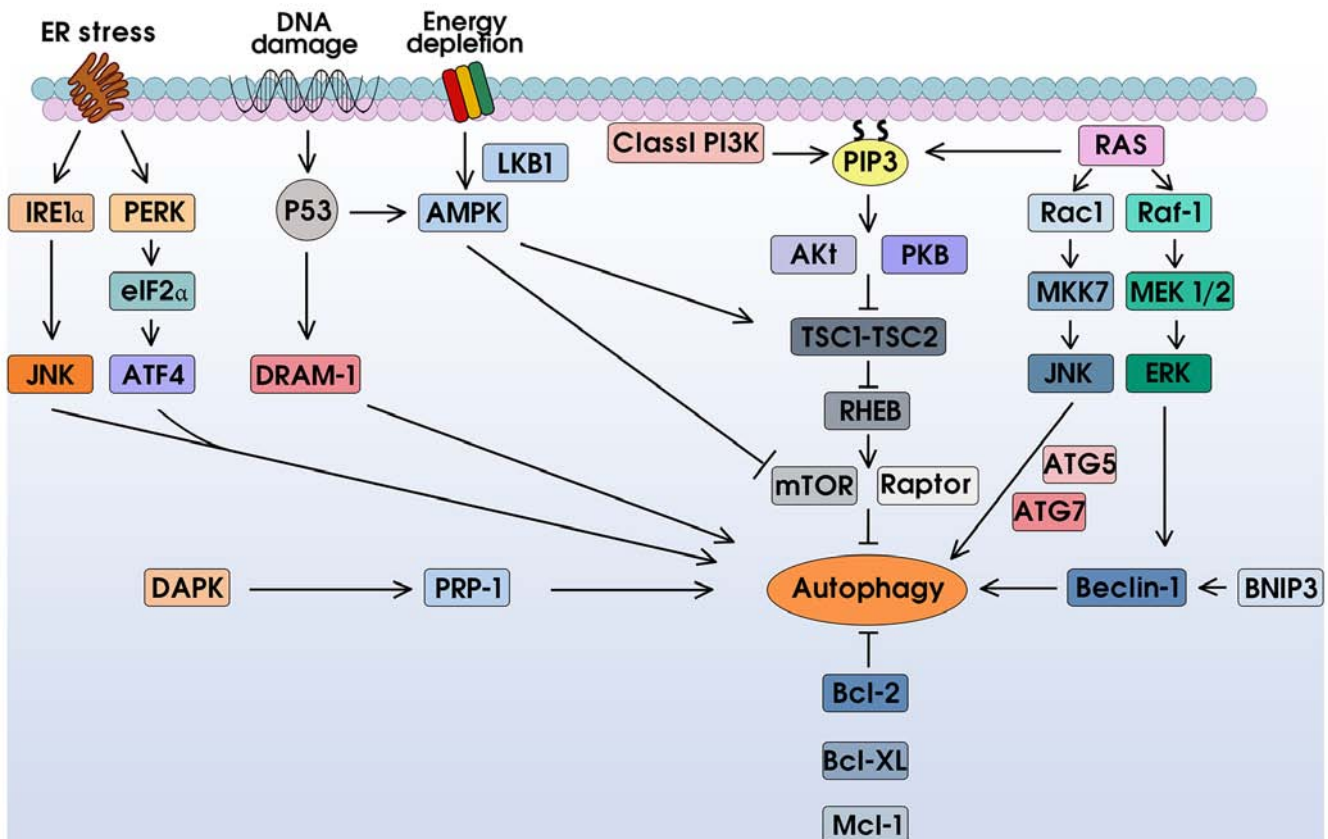 ER stress
DNA
damage
Energy
depletion
ClassI PI3K
PIP3
RAS
LKB1
IRE1α
PERK
P53
AMPK
Rac1
Raf-1
AKt
PKB
eIF2α
MKK7
MEK 1/2
TSC1-TSC2
JNK
ATF4
DRAM-1
JNK
ERK
RHEB
ATG5
mTOR
Raptor
ATG7
DAPK
PRP-1
Autophagy
Beclin-1
BNIP3
Bcl-2
Bcl-XL
Mcl-1